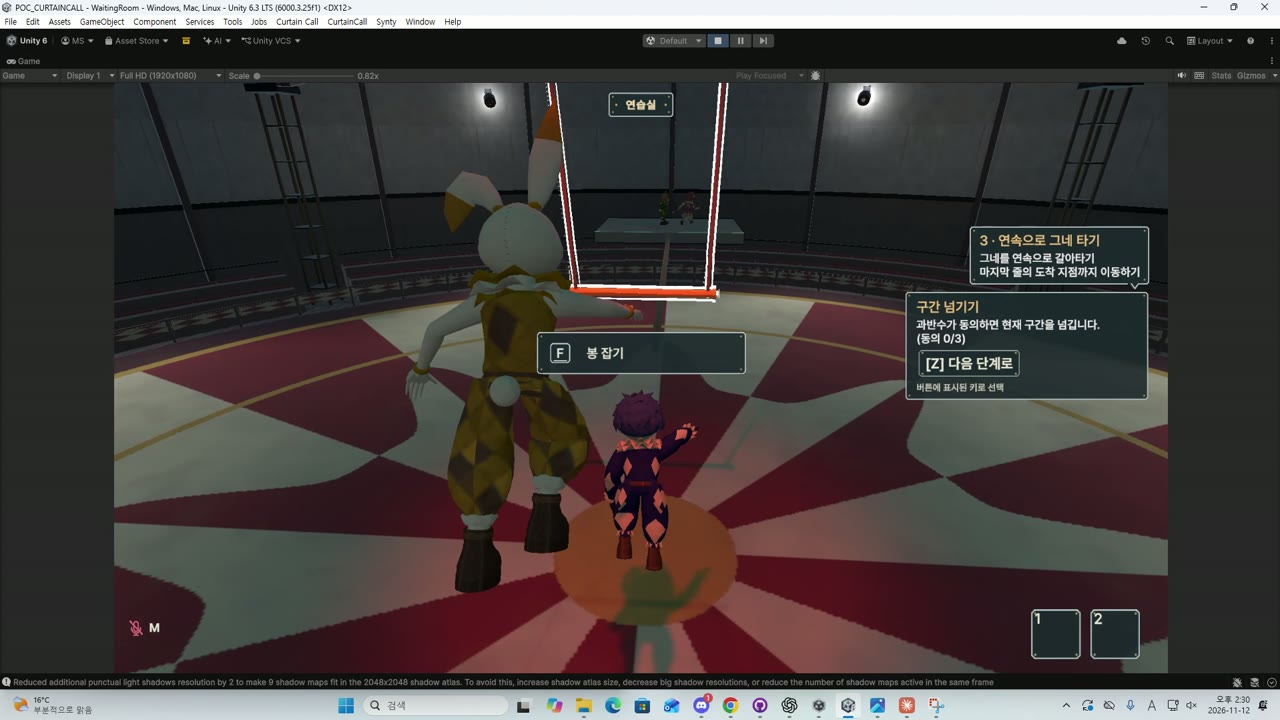 POC_CURTAINCALL - WaitingRoom - Windows, Mac, Linux - Unity 6.3 LTS (6000.3.25f1) <DX12>
File Edit Assets GameObject Component Services Tools Jobs Curtain Call CurtainCall Synty Window Help
Unity 6 MS Asset Store AI Unity VCS Default Layout
Game
Game Display 1 Full HD (1920x1080) Scale 0.82x Play Focused Stats Gizmos
연습실
3 · 연속으로 그네 타기
그네를 연속으로 갈아타기
마지막 줄의 도착 지점까지 이동하기
구간 넘기기
과반수가 동의하면 현재 구간을 넘깁니다.
(동의 0/3)
[Z] 다음 단계로
버튼에 표시된 키로 선택
F 봉 잡기
M
1 2
Reduced additional punctual light shadows resolution by 2 to make 9 shadow maps fit in the 2048x2048 shadow atlas. To avoid this, increase shadow atlas size, decrease big shadow resolutions, or reduce the number of shadow maps active in the same frame
16°C
부분적으로 맑음
검색
1
A
오후 2:30
2026-11-12